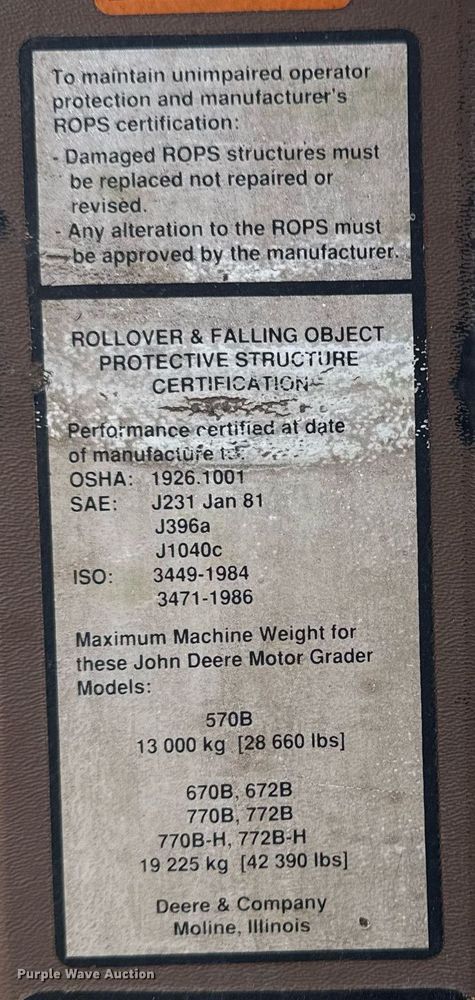 To maintain unimpaired operator
protection and manufacturer's
ROPS certification:
- Damaged ROPS structures must
be replaced not repaired or
revised.
- Any alteration to the ROPS must
be approved by the manufacturer.
ROLLOVER & FALLING OBJECT
PROTECTIVE STRUCTURE
CERTIFICATION
Performance certified at date
of manufacture to:
OSHA: 1926.1001
SAE: J231 Jan 81
J396a
J1040c
ISO: 3449-1984
3471-1986
Maximum Machine Weight for
these John Deere Motor Grader
Models:
570B
13 000 kg [28 660 lbs]
670B, 672B
770B, 772B
770B-H, 772B-H
19 225 kg [42 390 lbs]
Deere & Company
Moline, Illinois
Purple Wave Auction